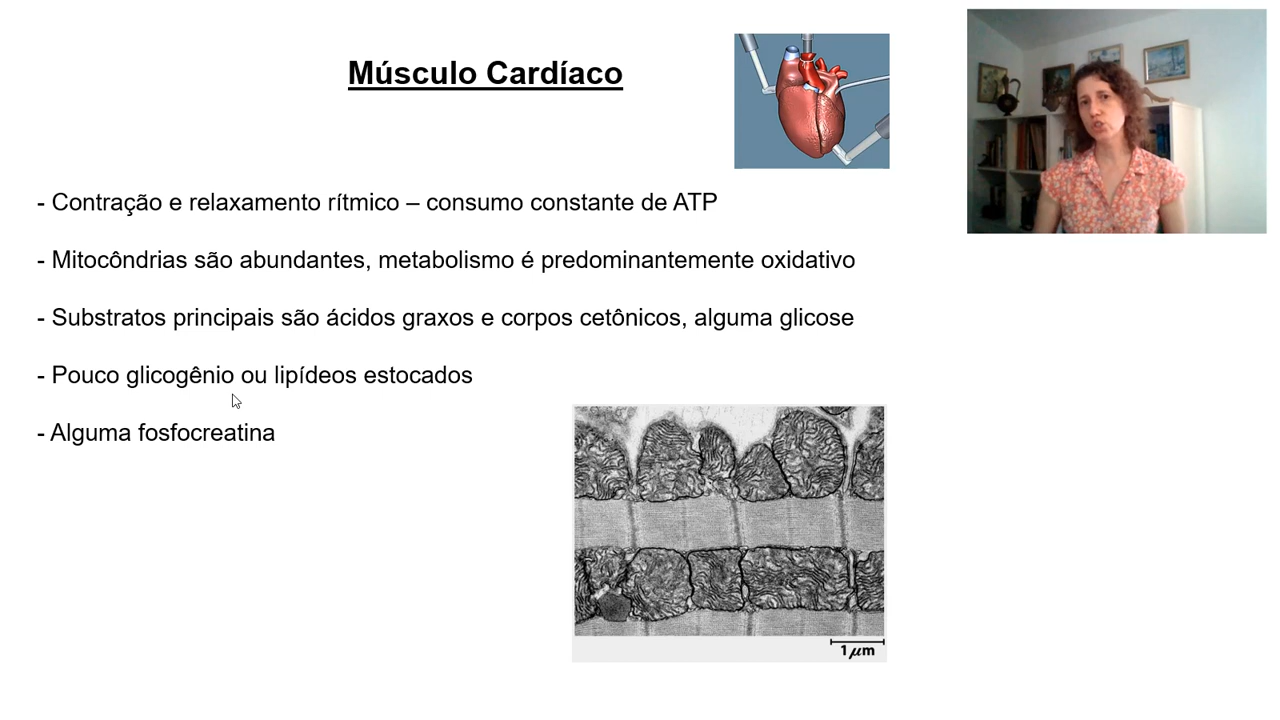 Músculo Cardíaco
- Contração e relaxamento rítmico – consumo constante de ATP
- Mitocôndrias são abundantes, metabolismo é predominantemente oxidativo
- Substratos principais são ácidos graxos e corpos cetônicos, alguma glicose
- Pouco glicogênio ou lipídeos estocados
- Alguma fosfocreatina
1 μm